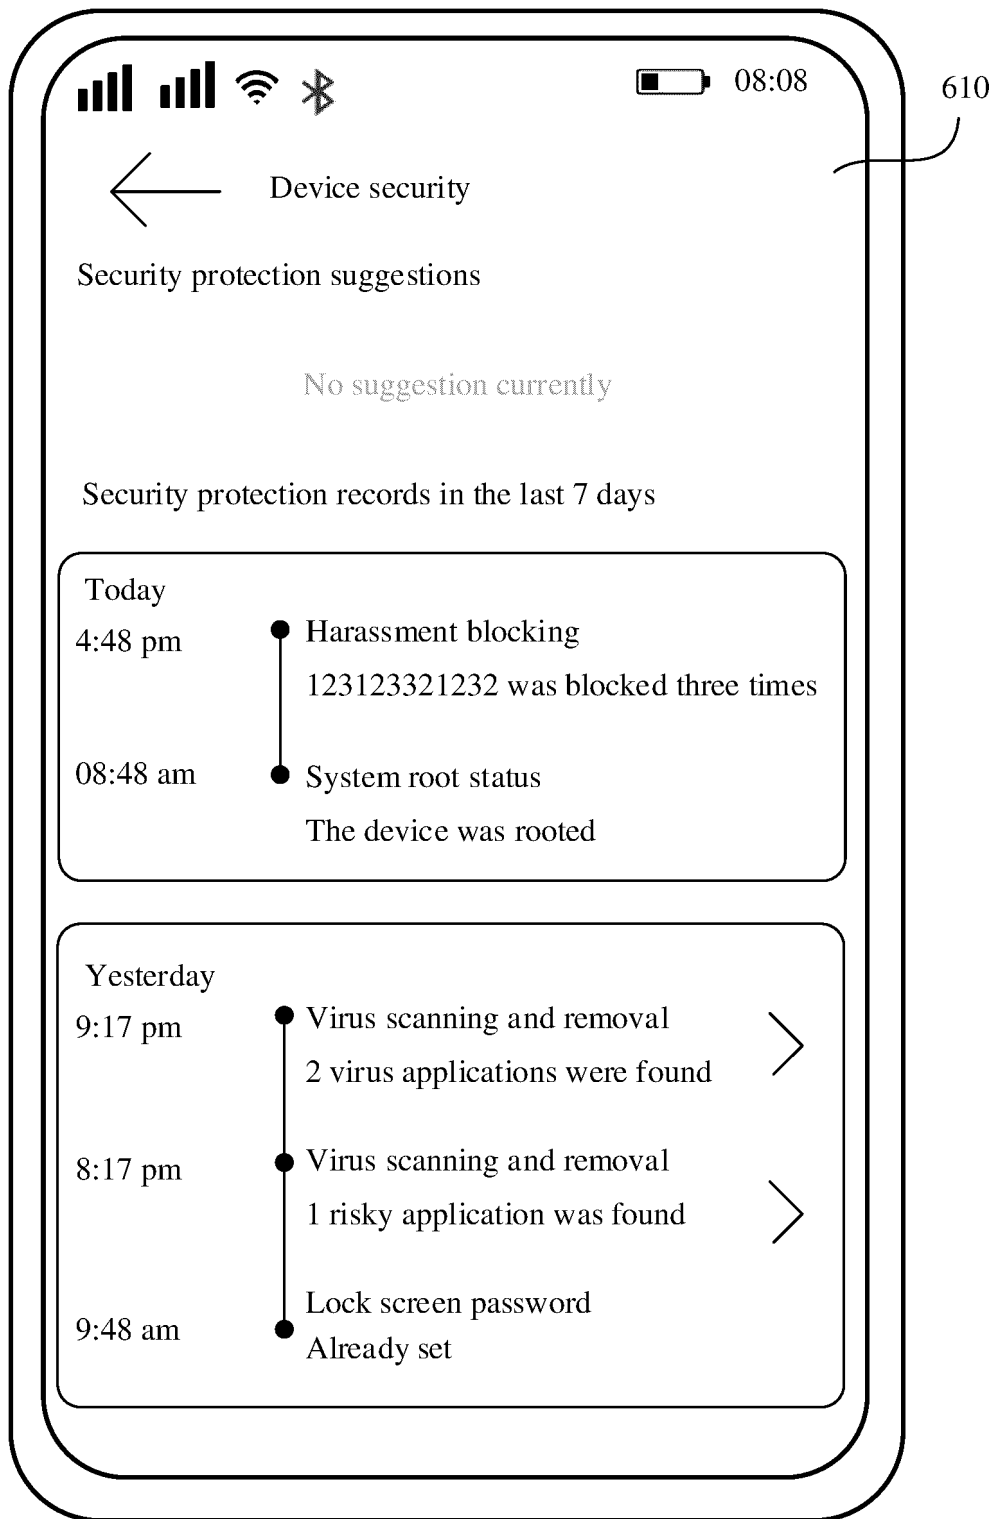 08:08
610
Device security
Security protection suggestions
No suggestion currently
Security protection records in the last 7 days
Today
4:48 pm
Harassment blocking
123123321232 was blocked three times
08:48 am
System root status
The device was rooted
Yesterday
9:17 pm
Virus scanning and removal
2 virus applications were found
8:17 pm
Virus scanning and removal
1 risky application was found
9:48 am
Lock screen password
Already set